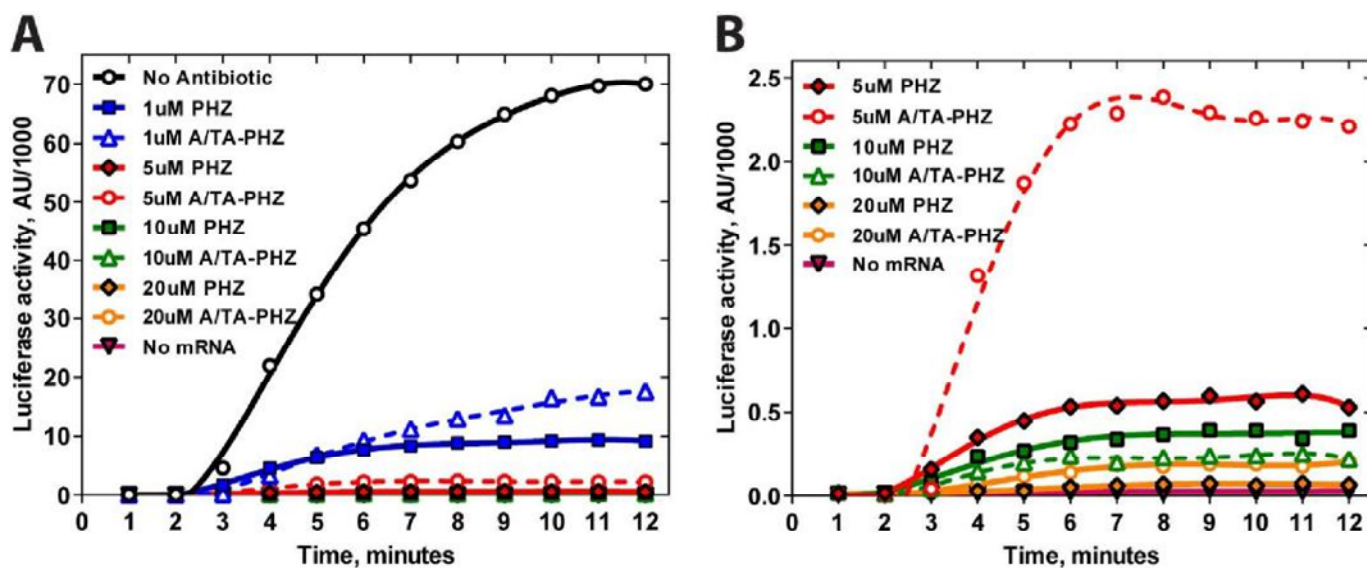 A
Luciferase activity, AU/1000
70
60
50
40
30
20
10
0
No Antibiotic
1uM PHZ
1uM A/TA-PHZ
5uM PHZ
5uM A/TA-PHZ
10uM PHZ
10uM A/TA-PHZ
20uM PHZ
20uM A/TA-PHZ
No mRNA
0 1 2 3 4 5 6 7 8 9 10 11 12
Time, minutes
B
Luciferase activity, AU/1000
2.5
2.0
1.5
1.0
0.5
0.0
5uM PHZ
5uM A/TA-PHZ
10uM PHZ
10uM A/TA-PHZ
20uM PHZ
20uM A/TA-PHZ
No mRNA
0 1 2 3 4 5 6 7 8 9 10 11 12
Time, minutes